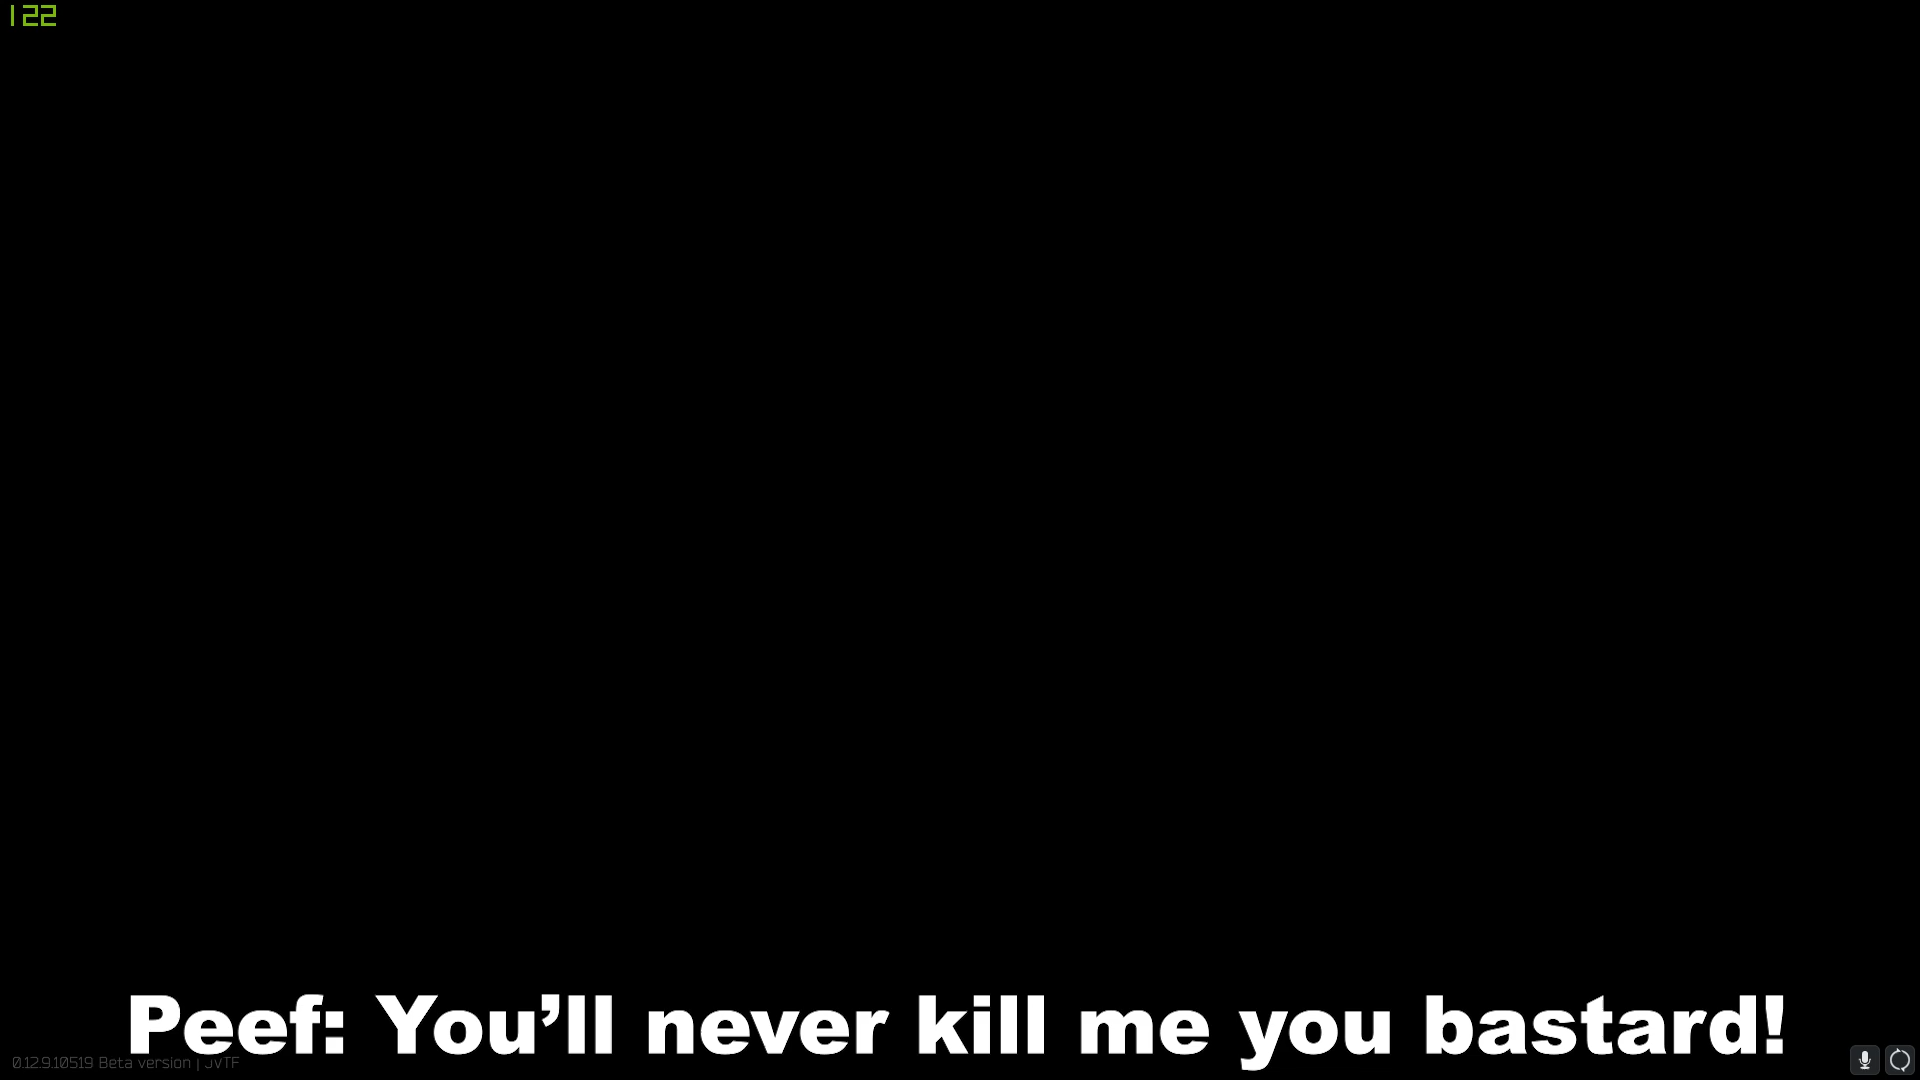 122
Peef: You’ll never kill me you bastard!
0.12.9.10519 Beta version | JvTF